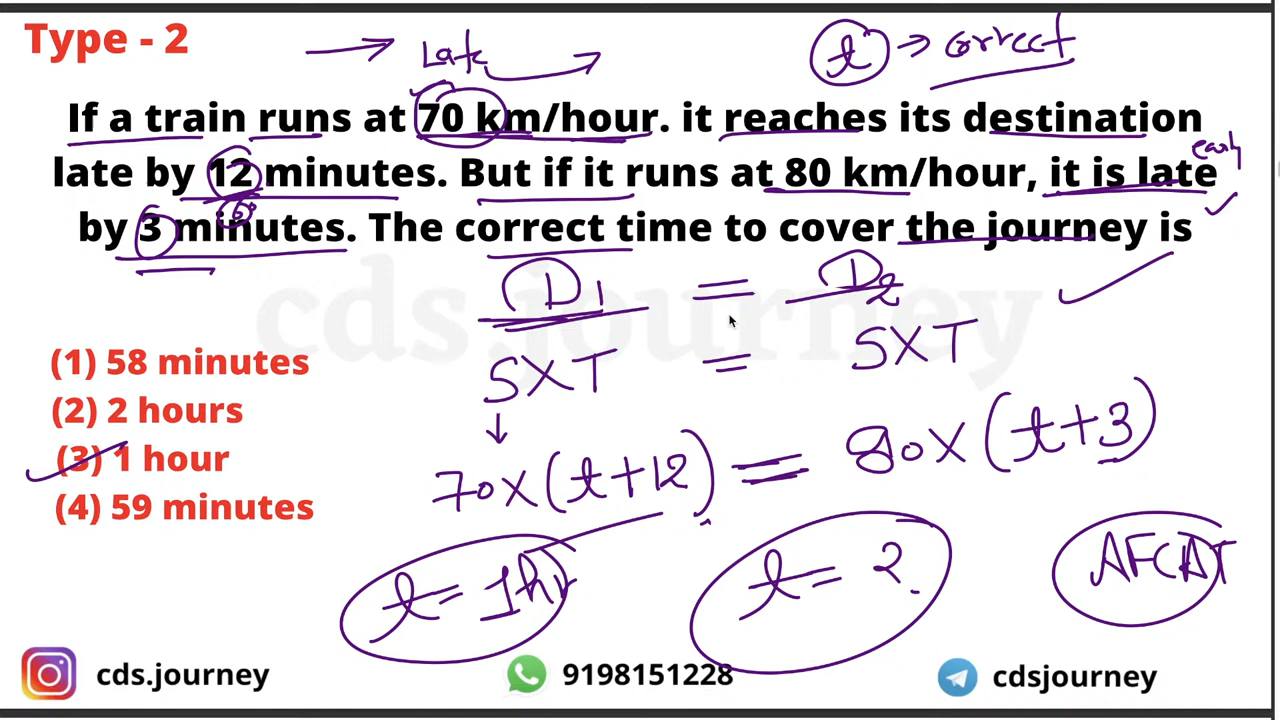 Type - 2
Late
t → correct
If a train runs at 70 km/hour. it reaches its destination
early
late by 12 minutes. But if it runs at 80 km/hour, it is late
by 3 minutes. The correct time to cover the journey is
D1 = D2
cds.journey
S×T = S×T
(1) 58 minutes
(2) 2 hours
(3) 1 hour
(4) 59 minutes
70×(t+12) = 80×(t+3)
t=1hr
t=?
AFCAT
cds.journey
9198151228
cdsjourney